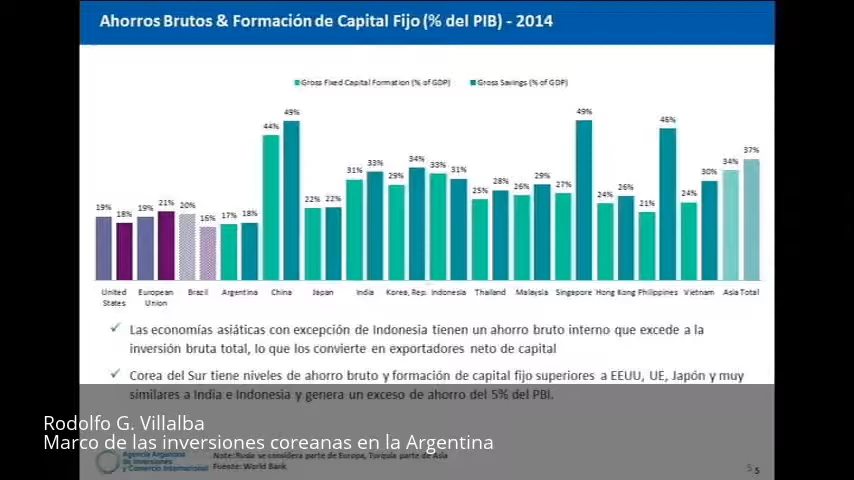 Ahorros Brutos & Formación de Capital Fijo (% del PIB) - 2014
Gross Fixed Capital Formation (% of GDP) Gross Savings (% of GDP)
19% 18% 19% 21% 20% 16% 17% 18% 44% 49% 22% 22% 31% 33% 29% 34% 33% 31% 25% 28% 26% 29% 27% 49% 24% 26% 21% 46% 24% 30% 34% 37%
United States European Union Brazil Argentina China Japan India Korea, Rep. Indonesia Thailand Malaysia Singapore Hong Kong Philippines Vietnam Asia Total
Las economías asiáticas con excepción de Indonesia tienen un ahorro bruto interno que excede a la
inversión bruta total, lo que los convierte en exportadores neto de capital
Corea del Sur tiene niveles de ahorro bruto y formación de capital fijo superiores a EEUU, UE, Japón y muy
similares a India e Indonesia y genera un exceso de ahorro del 5% del PBI.
Rodolfo G. Villalba
Marco de las inversiones coreanas en la Argentina
Agencia Argentina
de Inversiones
y Comercio Internacional
Note: Rusia se considera parte de Europa, Turquía parte de Asia
Fuente: World Bank
5 5